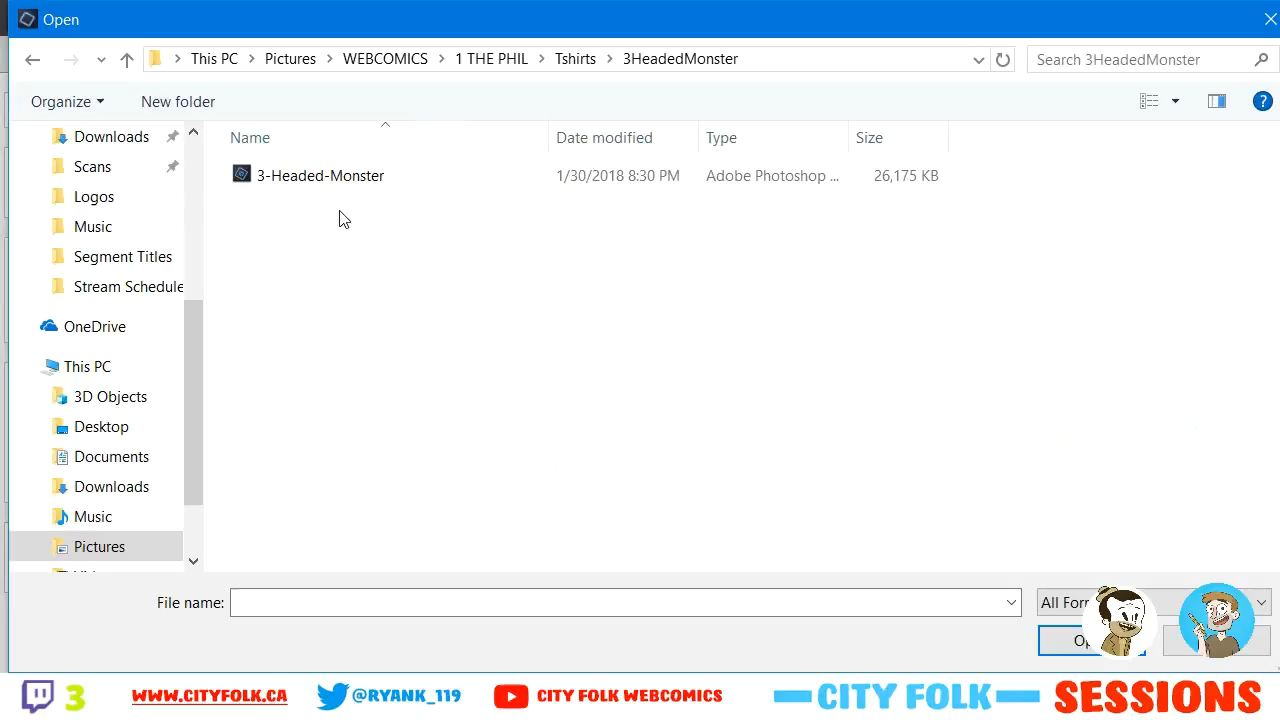 Open
This PC > Pictures > WEBCOMICS > 1 THE PHIL > Tshirts > 3HeadedMonster
Search 3HeadedMonster
Organize
New folder
Name
Date modified
Type
Size
3-Headed-Monster
1/30/2018 8:30 PM
Adobe Photoshop ...
26,175 KB
Downloads
Scans
Logos
Music
Segment Titles
Stream Schedule
OneDrive
This PC
3D Objects
Desktop
Documents
Downloads
Music
Pictures
File name:
All
3
WWW.CITYFOLK.CA
@RYANK_119
CITY FOLK WEBCOMICS
CITY FOLK
SESSIONS